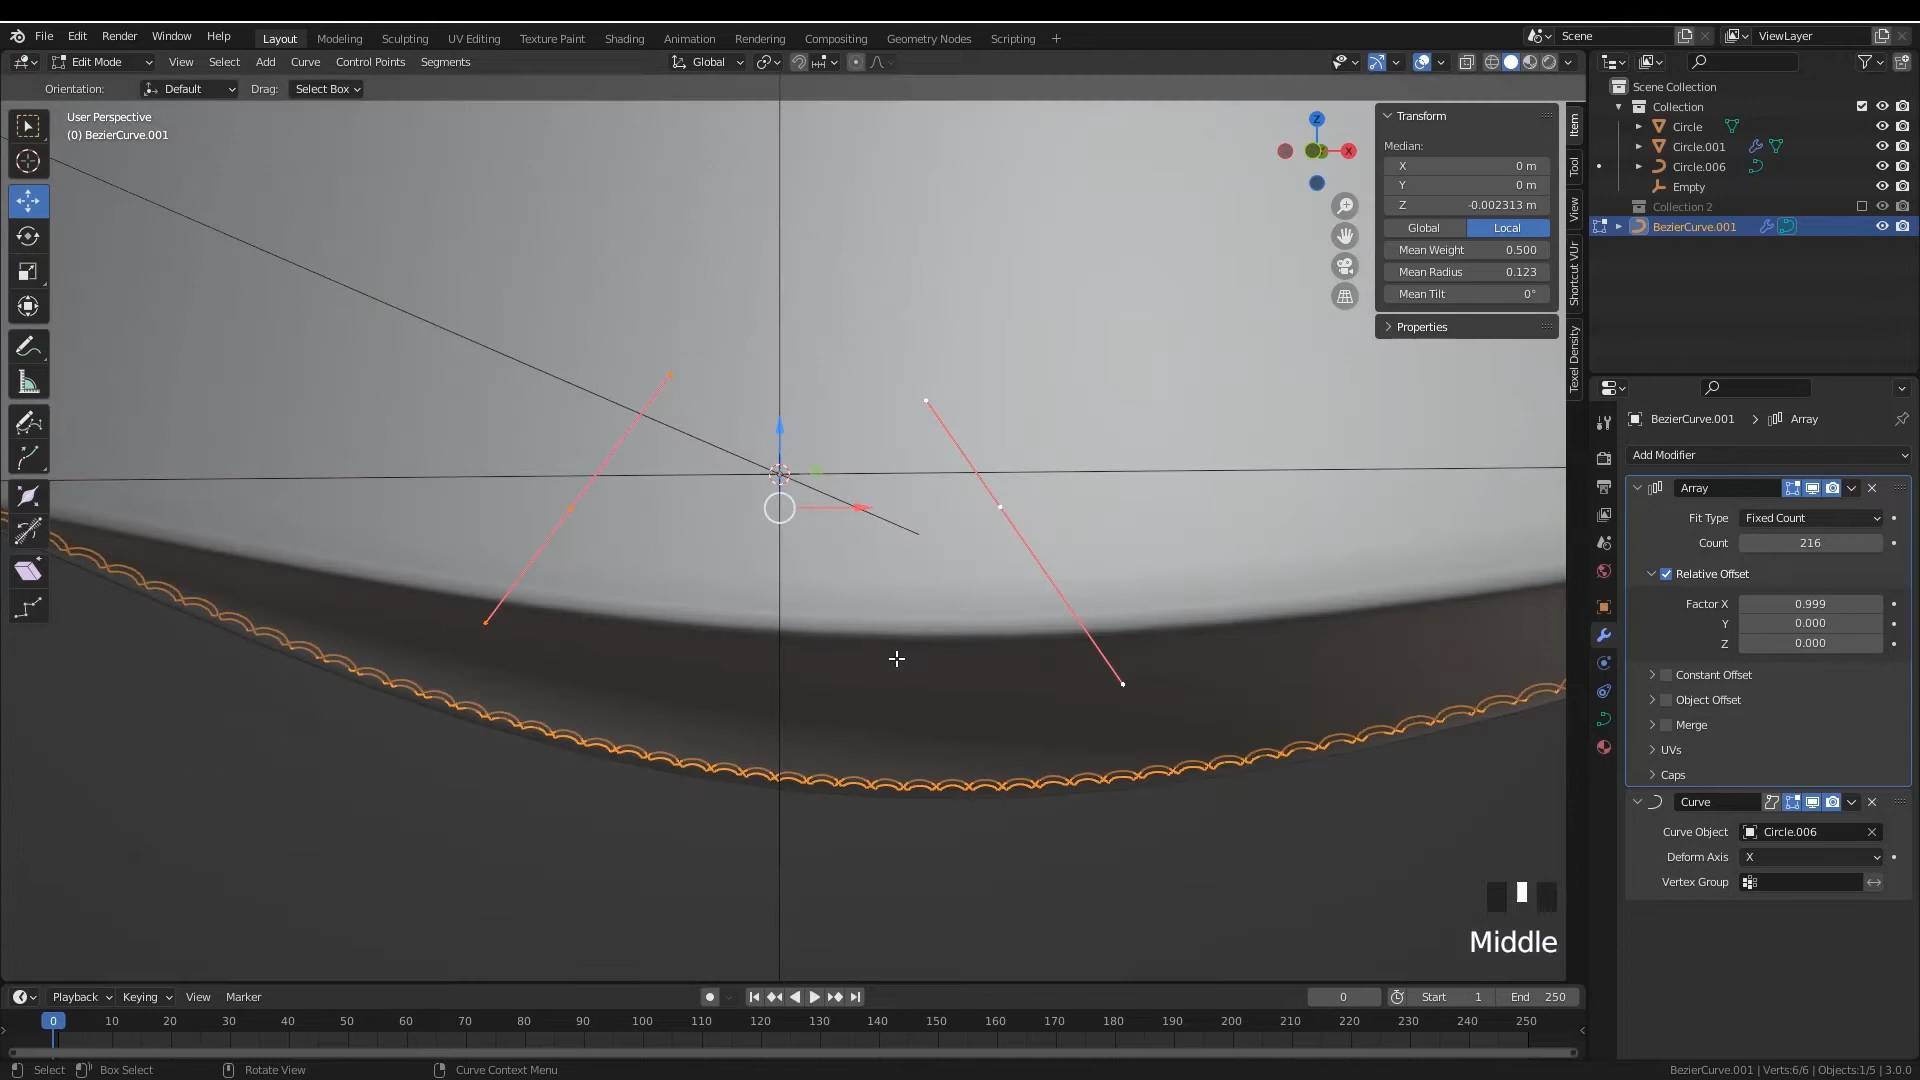 File Edit Render Window Help Layout Modeling Sculpting UV Editing Texture Paint Shading Animation Rendering Compositing Geometry Nodes Scripting + Scene ViewLayer
Edit Mode View Select Add Curve Control Points Segments Global
Orientation: Default Drag: Select Box
User Perspective
(0) BezierCurve.001
Z
X
Transform
Median:
X 0 m
Y 0 m
Z -0.002313 m
Global Local
Mean Weight 0.500
Mean Radius 0.123
Mean Tilt 0°
Properties
Item
Tool
View
Shortcut VUr
Texel Density
Scene Collection
Collection
Circle
Circle.001
Circle.006
Empty
Collection 2
BezierCurve.001
BezierCurve.001 > Array
Add Modifier
Array
Fit Type Fixed Count
Count 216
Relative Offset
Factor X 0.999
Y 0.000
Z 0.000
Constant Offset
Object Offset
Merge
UVs
Caps
Curve
Curve Object Circle.006
Deform Axis X
Vertex Group
Middle
Playback Keying View Marker 0 Start 1 End 250
0 10 20 30 40 50 60 70 80 90 100 110 120 130 140 150 160 170 180 190 200 210 220 230 240 250
Select Box Select Rotate View Curve Context Menu BezierCurve.001 | Verts:6/6 | Objects:1/5 | 3.0.0